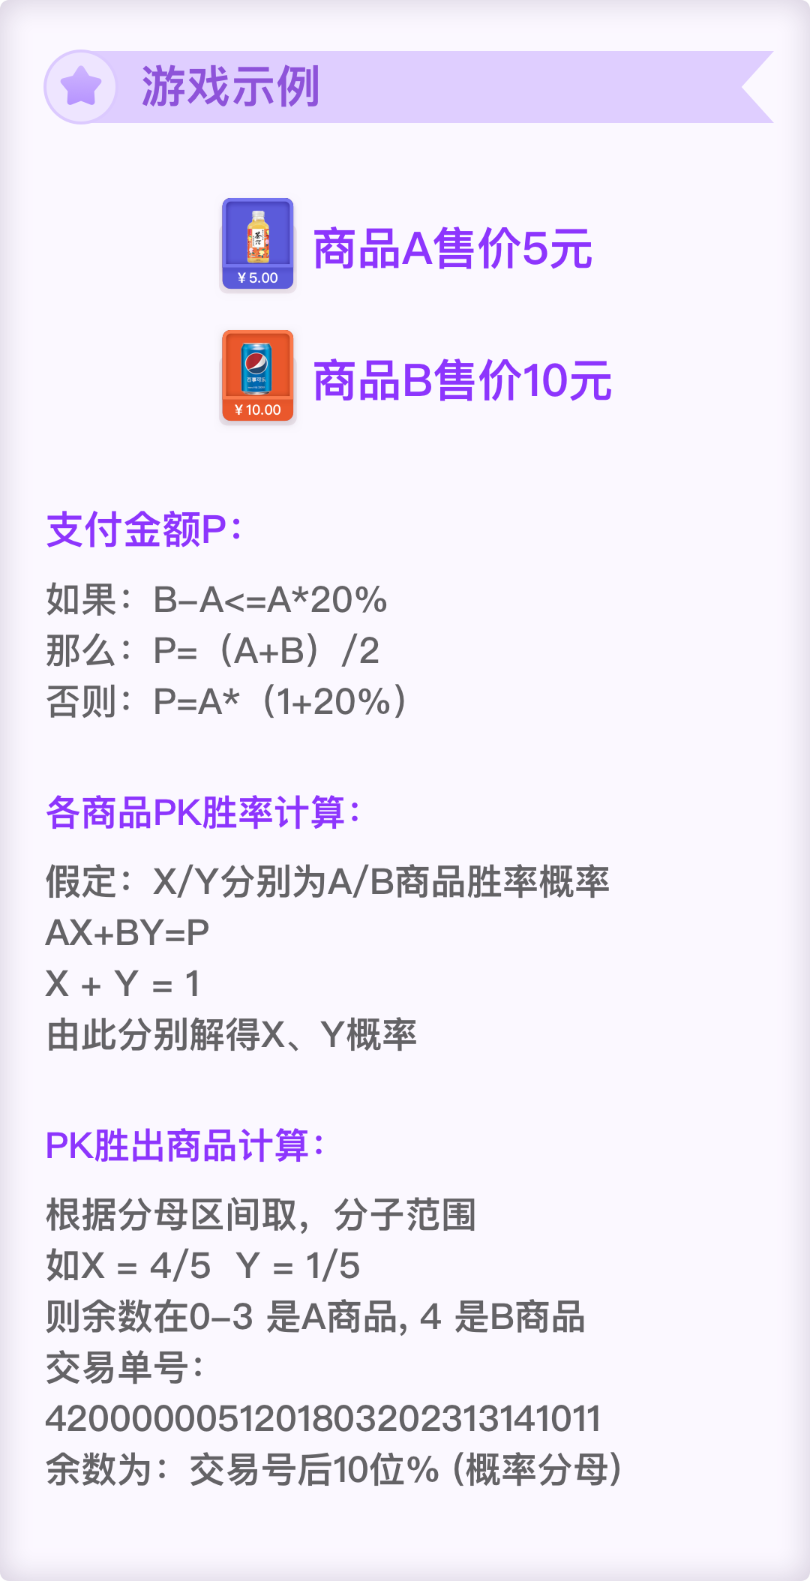 游戏示例
¥5.00
商品A售价5元
¥10.00
商品B售价10元
支付金额P：
如果：B-A<=A*20%
那么：P=（A+B）/2
否则：P=A*（1+20%）
各商品PK胜率计算：
假定：X/Y分别为A/B商品胜率概率
AX+BY=P
X + Y = 1
由此分别解得X、Y概率
PK胜出商品计算：
根据分母区间取，分子范围
如X = 4/5  Y = 1/5
则余数在0-3 是A商品, 4 是B商品
交易单号：
4200000051201803202313141011
余数为：交易号后10位% (概率分母)